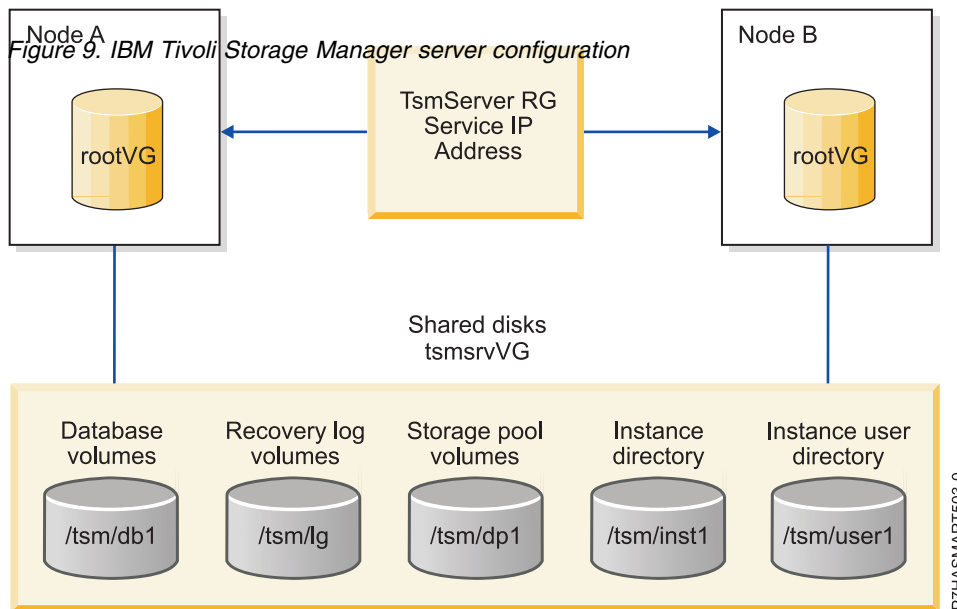 Node A
Figure 9. IBM Tivoli Storage Manager server configuration
Node B
rootVG
TsmServer RG
Service IP
Address
rootVG
Shared disks
tsmsrvVG
Database
volumes
Recovery log
volumes
Storage pool
volumes
Instance
directory
Instance user
directory
/tsm/db1
/tsm/lg
/tsm/dp1
/tsm/inst1
/tsm/user1